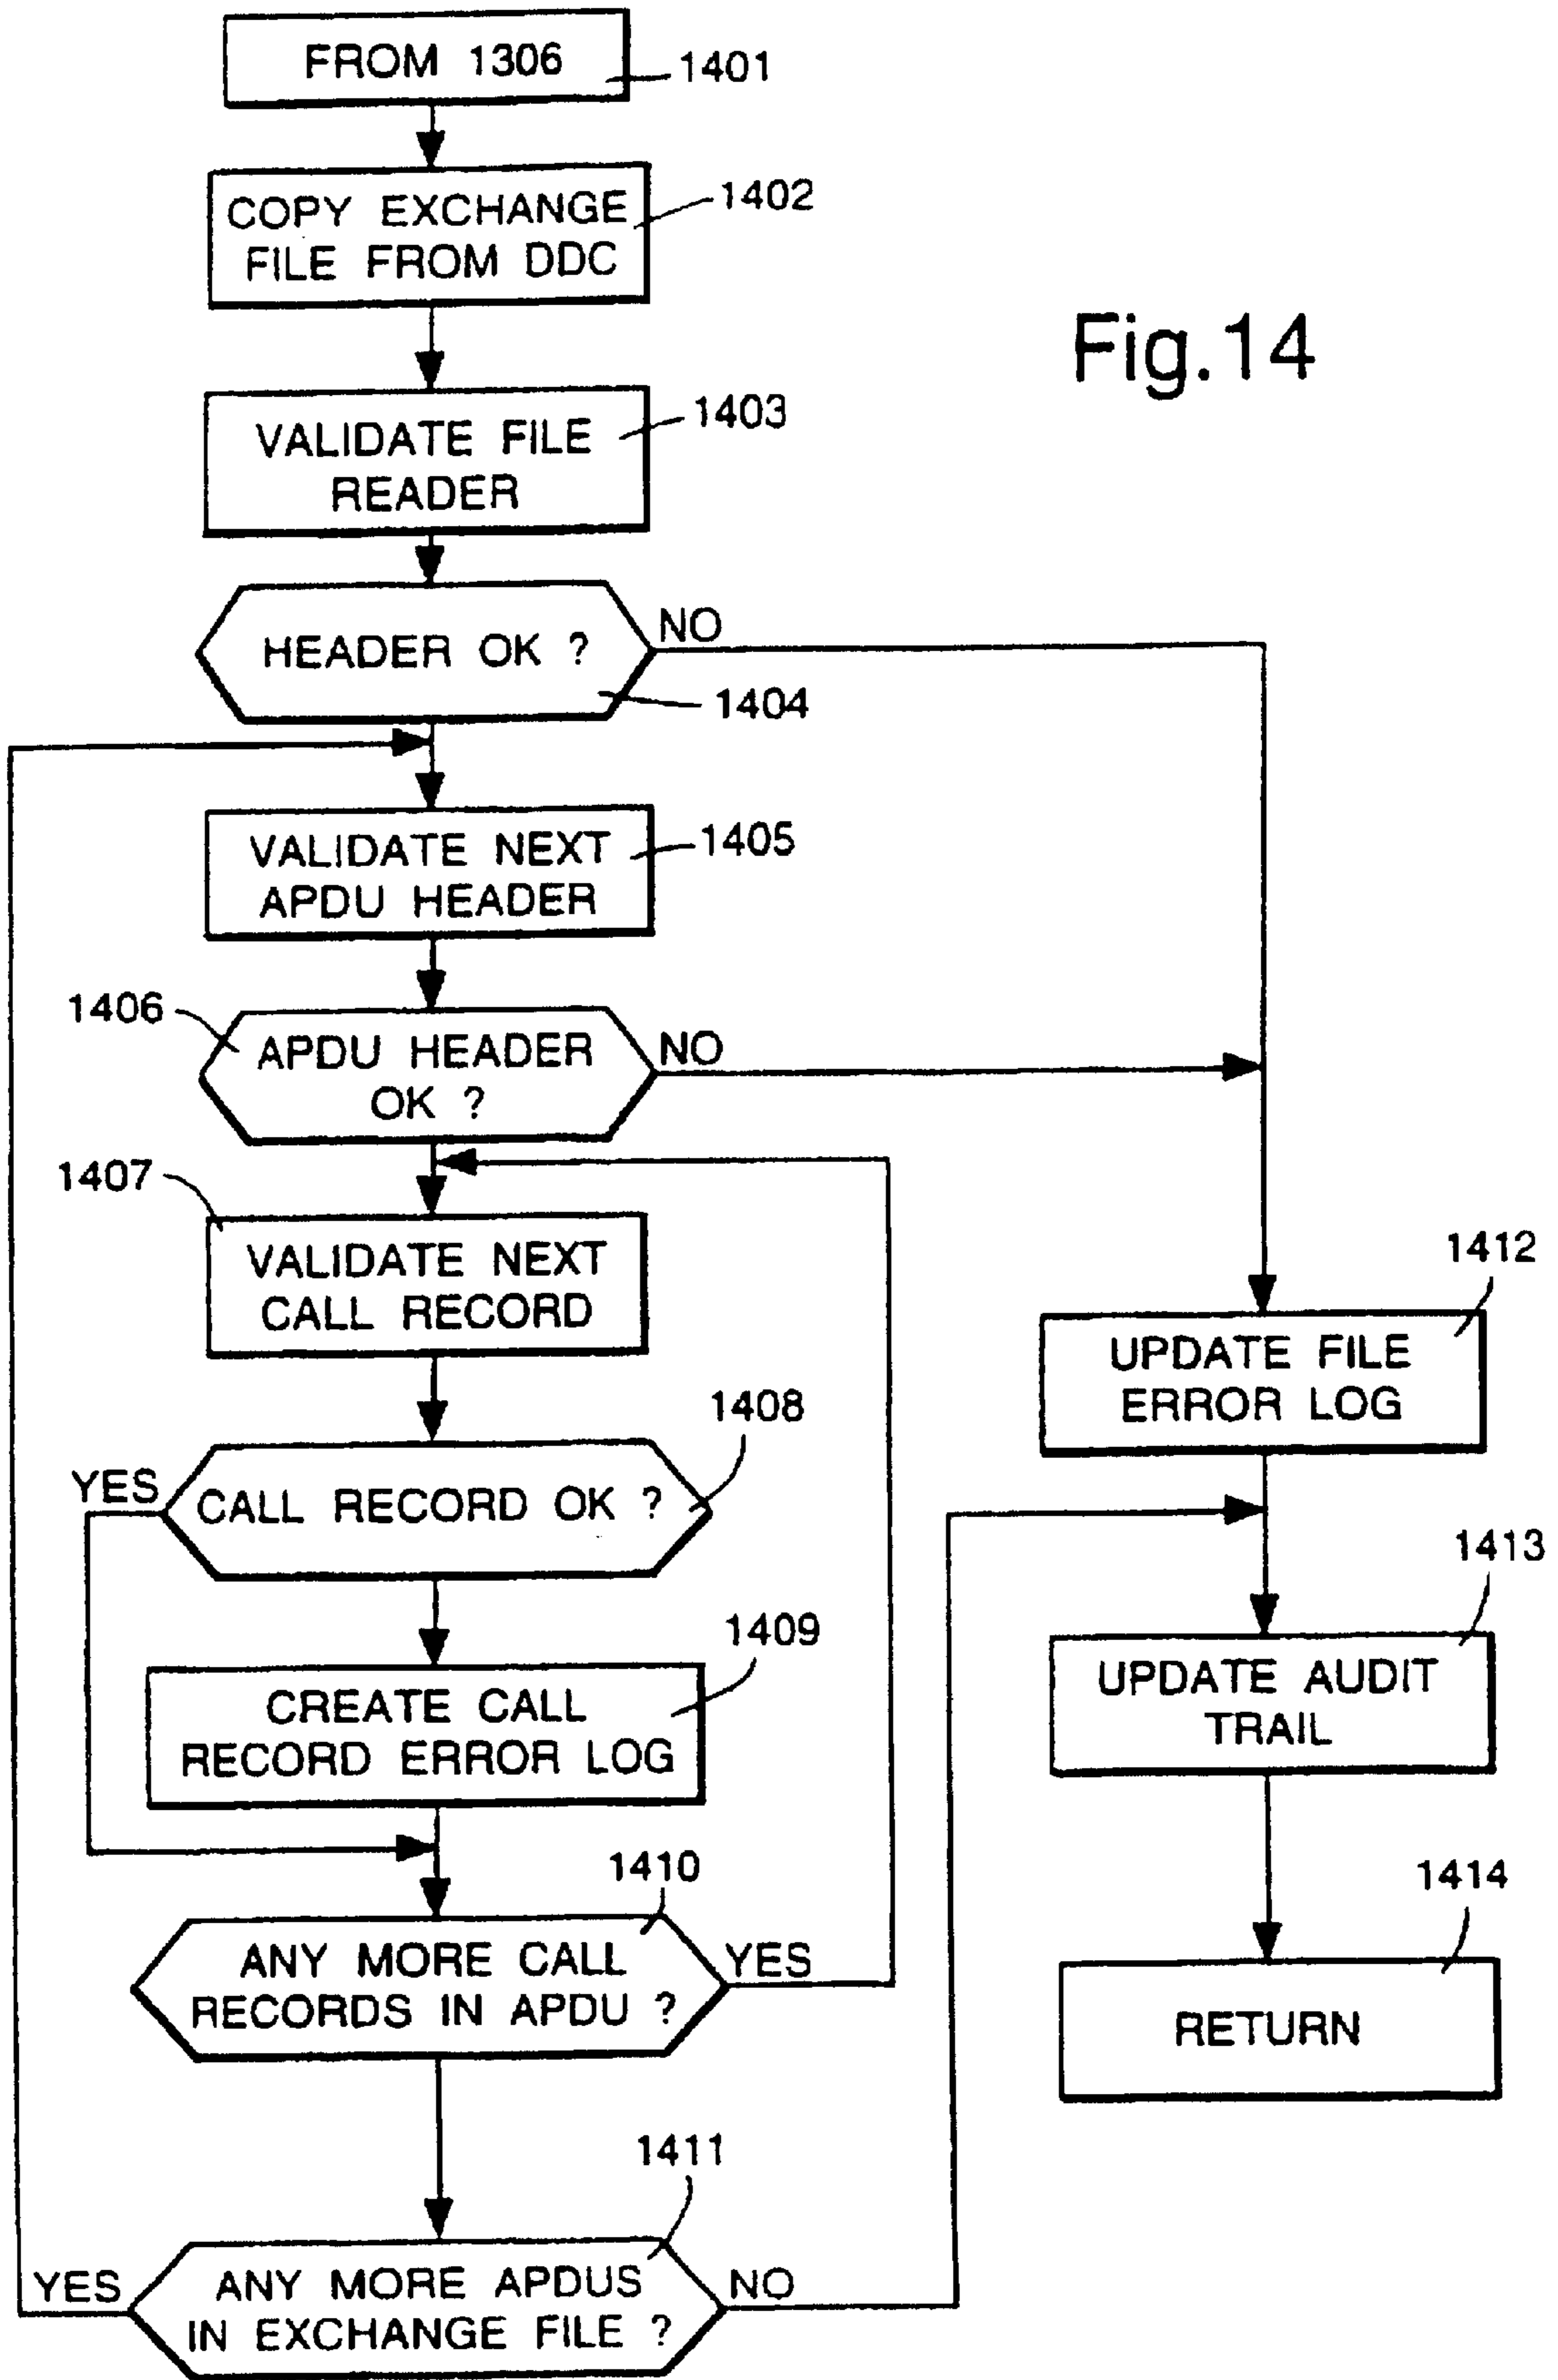 FROM 1306
1401
COPY EXCHANGE
FILE FROM DDC
1402
Fig.14
VALIDATE FILE
READER
1403
HEADER OK ?
NO
1404
VALIDATE NEXT
APDU HEADER
1405
1406
APDU HEADER
OK ?
NO
1407
VALIDATE NEXT
CALL RECORD
1412
UPDATE FILE
ERROR LOG
1408
YES
CALL RECORD OK ?
1413
UPDATE AUDIT
TRAIL
1409
CREATE CALL
RECORD ERROR LOG
1410
ANY MORE CALL
RECORDS IN APDU ?
YES
1414
RETURN
1411
YES
ANY MORE APDUS
IN EXCHANGE FILE ?
NO